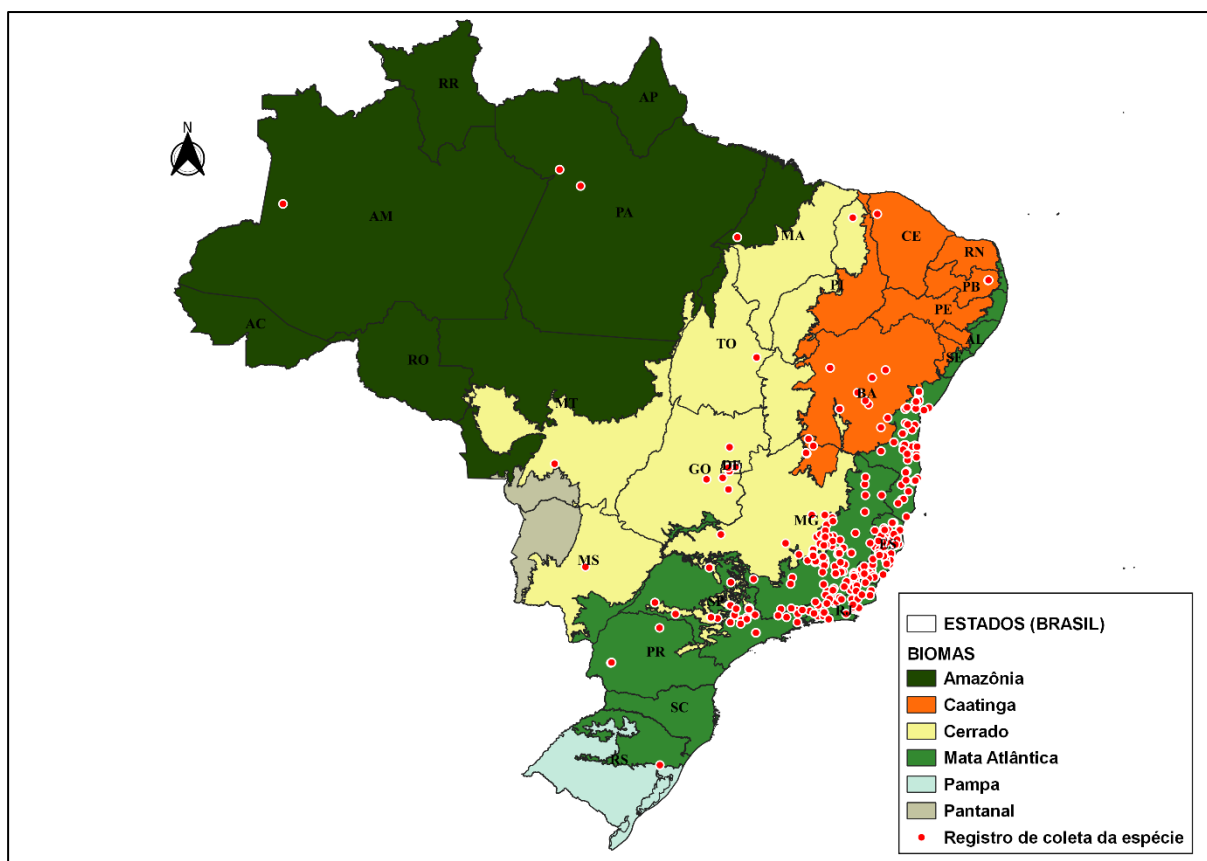 N
RR
AP
AM
PA
MA
CE
RN
PB
PI
PE
AC
AL
TO
SE
RO
BA
MT
GO
DF
MG
ES
MS
SP
RJ
PR
SC
RS
ESTADOS (BRASIL)
BIOMAS
Amazônia
Caatinga
Cerrado
Mata Atlântica
Pampa
Pantanal
Registro de coleta da espécie